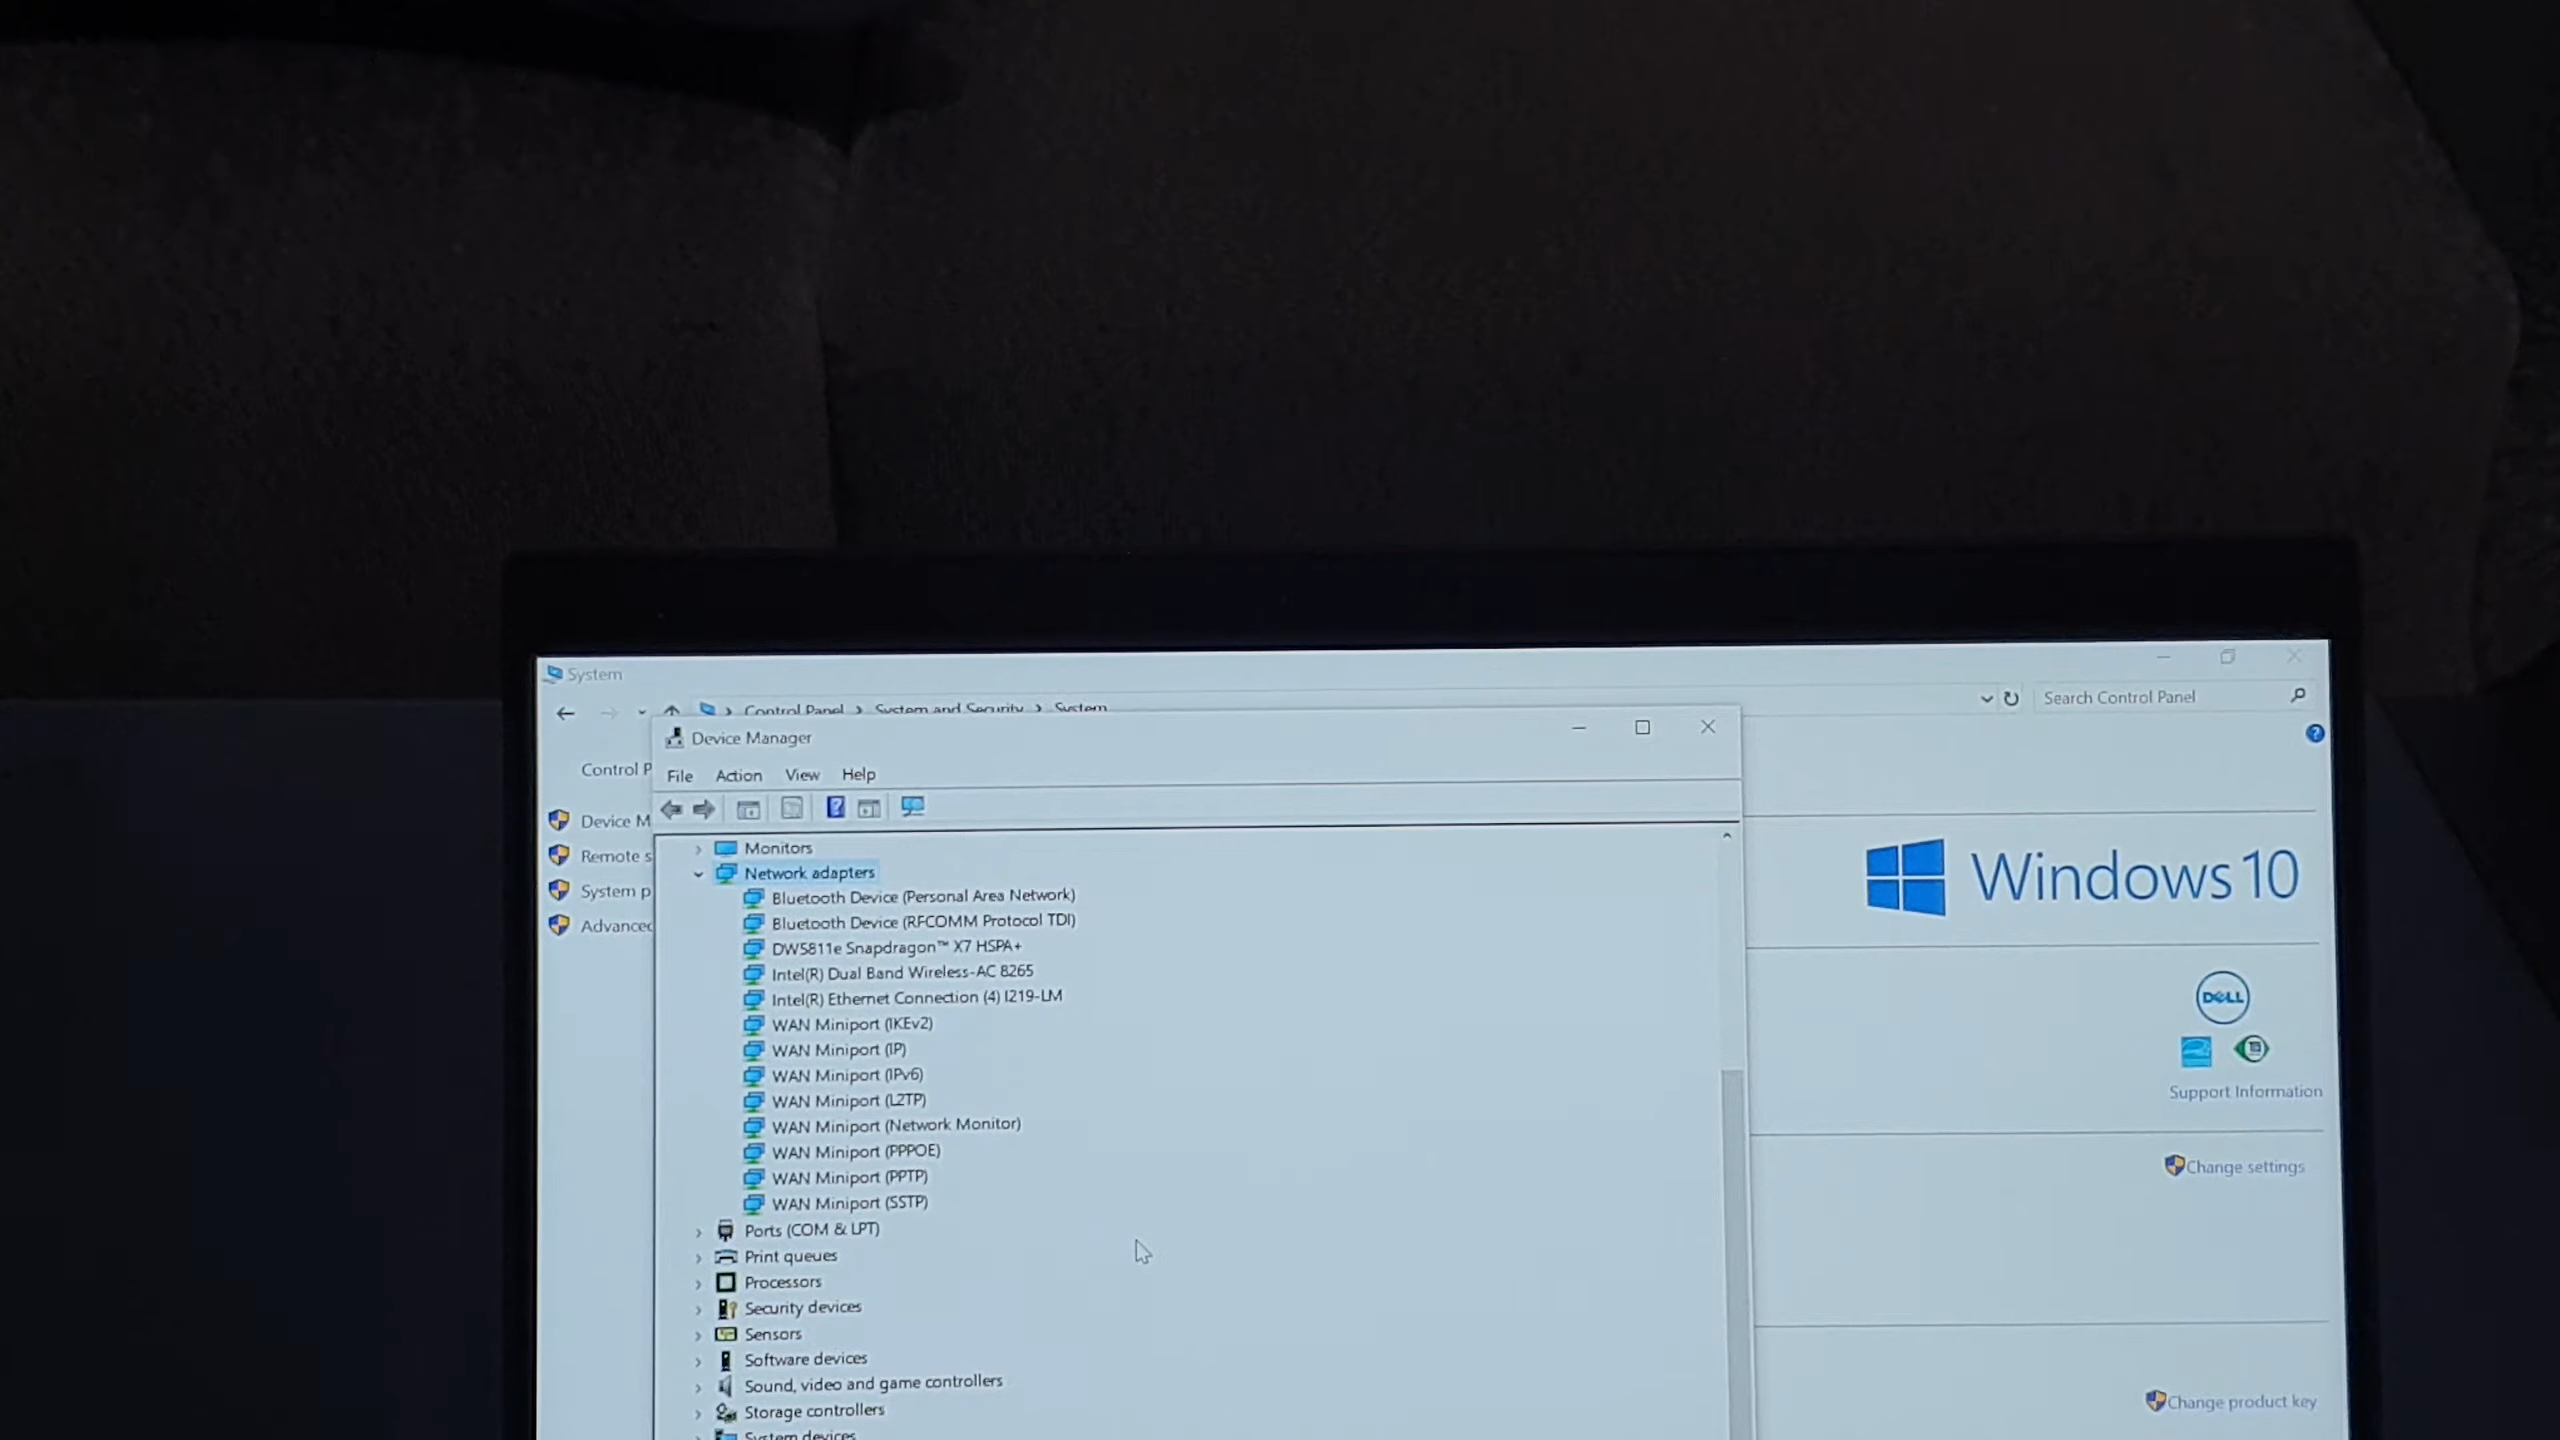 System
Control Panel > System and Security > System
Search Control Panel
Device Manager
Control P
File Action View Help
Device M
Remote s
System p
Advanced
Monitors
Network adapters
Bluetooth Device (Personal Area Network)
Bluetooth Device (RFCOMM Protocol TDI)
DW5811e Snapdragon™ X7 HSPA+
Intel(R) Dual Band Wireless-AC 8265
Intel(R) Ethernet Connection (4) I219-LM
WAN Miniport (IKEv2)
WAN Miniport (IP)
WAN Miniport (IPv6)
WAN Miniport (L2TP)
WAN Miniport (Network Monitor)
WAN Miniport (PPPOE)
WAN Miniport (PPTP)
WAN Miniport (SSTP)
Ports (COM & LPT)
Print queues
Processors
Security devices
Sensors
Software devices
Sound, video and game controllers
Storage controllers
System devices
Windows 10
DELL
Support Information
Change settings
Change product key